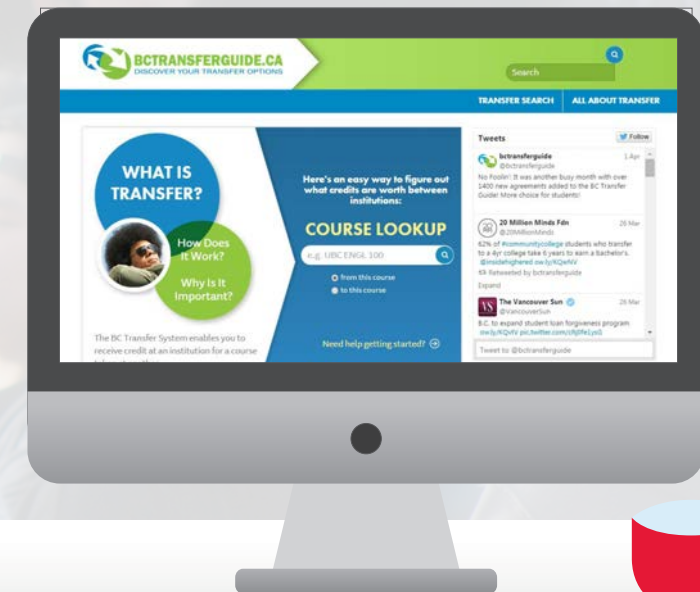 BCTRANSFERGUIDE.CA
DISCOVER YOUR TRANSFER OPTIONS
Search
TRANSFER SEARCH
ALL ABOUT TRANSFER
WHAT IS
TRANSFER?
How Does
It Work?
Why Is It
Important?
The BC Transfer System enables you to
receive credit at an institution for a course
Here's an easy way to figure out
what credits are worth between
institutions:
COURSE LOOKUP
e.g. UBC ENGL 100
from this course
to this course
Need help getting started?
Tweets
Follow
bctransferguide
1 Apr
@bctransferguide
No Foolin'! It was another busy month with over
1400 new agreements added to the BC Transfer
Guide! More choice for students!
20 Million Minds Fdn
26 Mar
@20MillionMinds
62% of #communitycollege students who transfer
to a 4yr college take 6 years to earn a bachelor's.
@insidehighered ow.ly/KQwNV
Retweeted by bctransferguide
Expand
VS
The Vancouver Sun
26 Mar
@VancouverSun
B.C. to expand student loan forgiveness program
Tweet to @bctransferguide